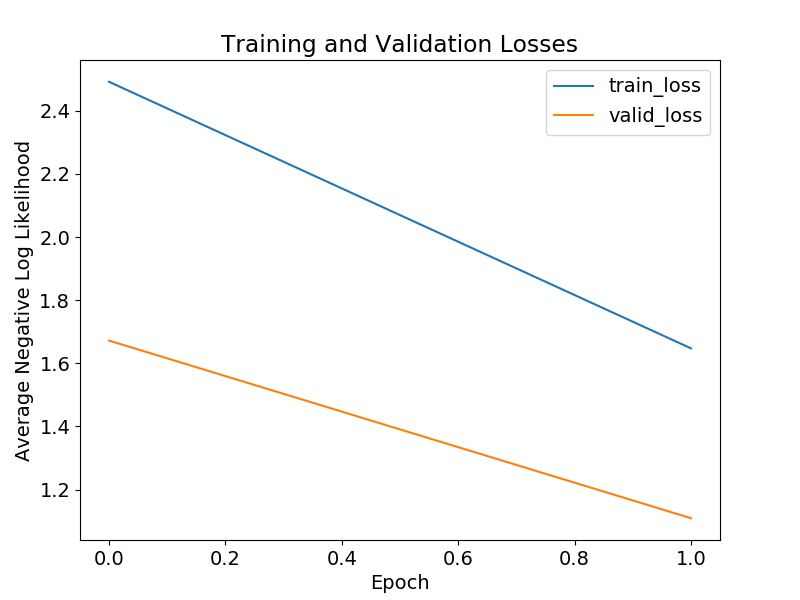 Training and Validation Losses
train_loss
valid_loss
Average Negative Log Likelihood
2.4
2.2
2.0
1.8
1.6
1.4
1.2
0.0 0.2 0.4 0.6 0.8 1.0
Epoch